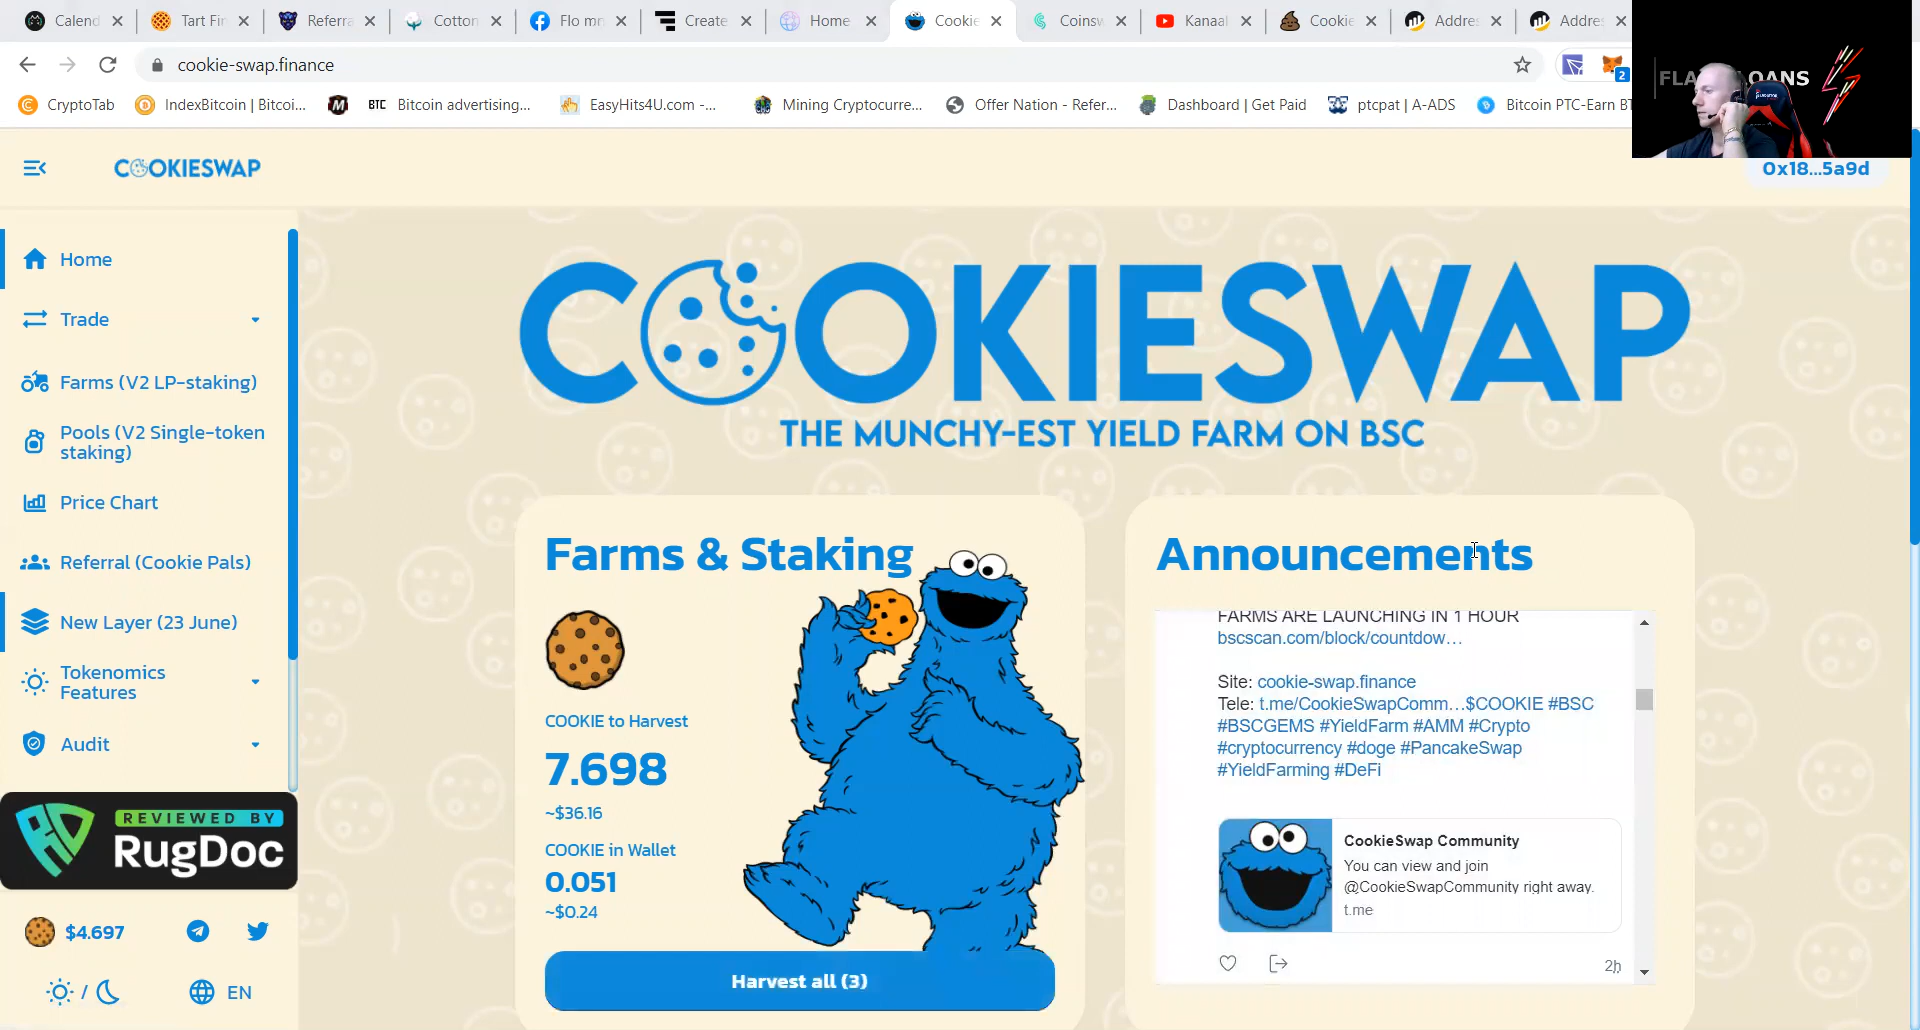 Calend
Tart Fin
Referra
Cotton
Flo mn
Create
Home
Cookie
Coinsw
Kanaal
Cookie
Addre
Addre
cookie-swap.finance
2
CryptoTab
IndexBitcoin | Bitcoi...
BTC Bitcoin advertising...
EasyHits4U.com -...
Mining Cryptocurre...
Offer Nation - Refer...
Dashboard | Get Paid
ptcpat | A-ADS
Bitcoin PTC-Earn BT
COOKIESWAP
0x18...5a9d
Home
Trade
Farms (V2 LP-staking)
Pools (V2 Single-token
staking)
Price Chart
Referral (Cookie Pals)
New Layer (23 June)
Tokenomics
Features
Audit
REVIEWED BY
RugDoc
$4.697
/
EN
COOKIESWAP
THE MUNCHY-EST YIELD FARM ON BSC
Farms & Staking
COOKIE to Harvest
7.698
~$36.16
COOKIE in Wallet
0.051
~$0.24
Harvest all (3)
Announcements
FARMS ARE LAUNCHING IN 1 HOUR
bscscan.com/block/countdow…
Site: cookie-swap.finance
Tele: t.me/CookieSwapComm…$COOKIE #BSC
#BSCGEMS #YieldFarm #AMM #Crypto
#cryptocurrency #doge #PancakeSwap
#YieldFarming #DeFi
CookieSwap Community
You can view and join
@CookieSwapCommunity right away.
t.me
2h